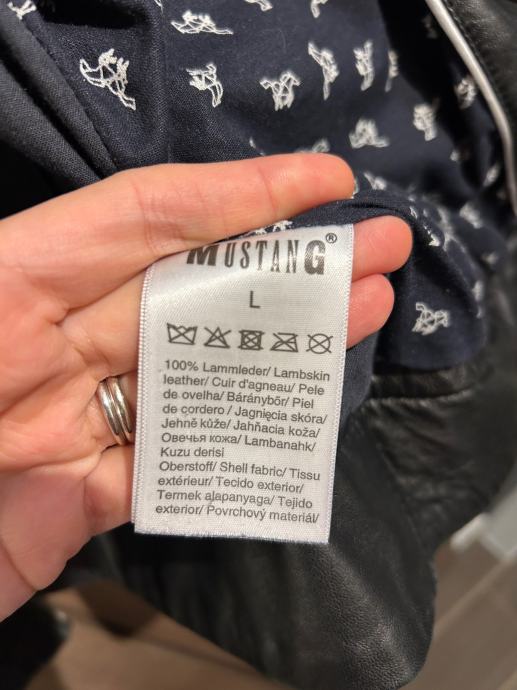 MUSTANG®
L
100% Lammleder/ Lambskin
leather/ Cuir d'agneau/ Pele
de ovelha/ Báránybőr/ Piel
de cordero / Jagnięcia skóra/
Jehně kůže/ Jahňacia koža/
Овечья кожа/ Lambanahk/
Kuzu derisi
Oberstoff/ Shell fabric/ Tissu
extérieur/ Tecido exterior/
Termek alapanyaga/ Tejido
exterior/ Povrchový materiál/